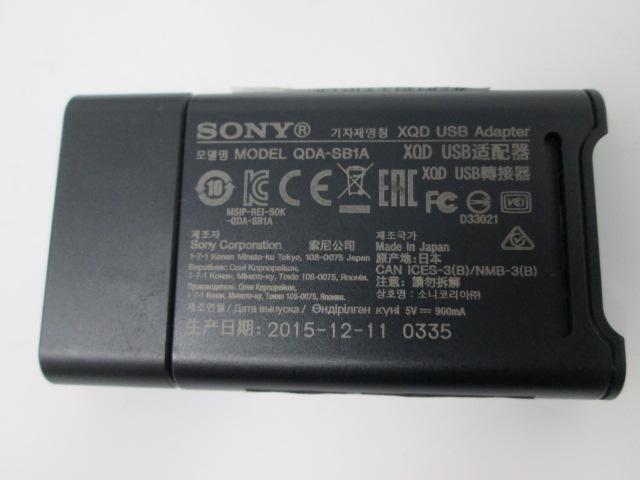 SONY® 기자재명칭 XQD USB Adapter
모델명 MODEL QDA-SB1A XQD USB适配器
XQD USB轉接器
10 KC CE EAC FC VCI
MSIP-REI-SOK
-QDA-SB1A
D33021
제조자
Sony Corporation 索尼公司
1-7-1 Konan Minato-ku Tokyo, 108-0075 Japan
Виробник: Соні Корпорейшн,
1-7-1 Конан, Мінато-ку, Токіо 108-0075, Японія.
Производитель: Сони Корпорейшн,
1-7-1 Конан, Минато-ку, Токио 108-0075, Япония.
제조국가
Made in Japan
原产地:日本
CAN ICES-3(B)/NMB-3(B)
注意: 請勿拆解
상호명: 소니코리아㈜
제조연월 / Дата выпуска / Өндірілген күні 5V 900mA
生产日期: 2015-12-11 0335